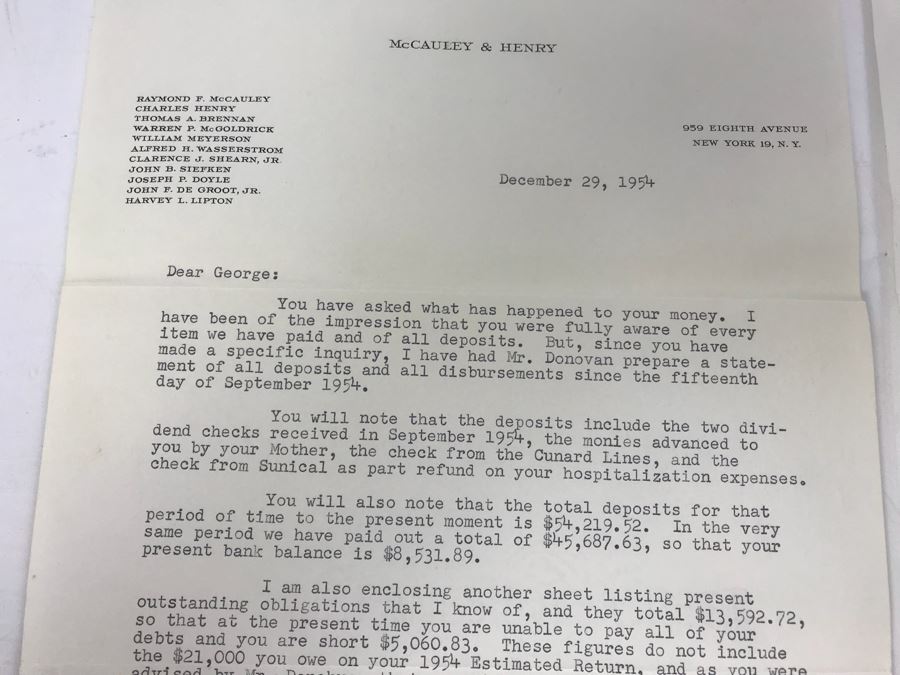 McCAULEY & HENRY
RAYMOND F. McCAULEY
CHARLES HENRY
THOMAS A. BRENNAN
WARREN P. McGOLDRICK
WILLIAM MEYERSON
ALFRED H. WASSERSTROM
CLARENCE J. SHEARN, JR.
JOHN B. SIEFKEN
JOSEPH P. DOYLE
JOHN F. DE GROOT, JR.
HARVEY L. LIPTON
959 EIGHTH AVENUE
NEW YORK 19, N. Y.
December 29, 1954
Dear George:
You have asked what has happened to your money. I
have been of the impression that you were fully aware of every
item we have paid and of all deposits. But, since you have
made a specific inquiry, I have had Mr. Donovan prepare a state-
ment of all deposits and all disbursements since the fifteenth
day of September 1954.
You will note that the deposits include the two divi-
dend checks received in September 1954, the monies advanced to
you by your Mother, the check from the Cunard Lines, and the
check from Sunical as part refund on your hospitalization expenses.
You will also note that the total deposits for that
period of time to the present moment is $54,219.52. In the very
same period we have paid out a total of $45,687.63, so that your
present bank balance is $8,531.89.
I am also enclosing another sheet listing present
outstanding obligations that I know of, and they total $13,592.72,
so that at the present time you are unable to pay all of your
debts and you are short $5,060.83. These figures do not include
the $21,000 you owe on your 1954 Estimated Return, and as you were
advised by Mr.